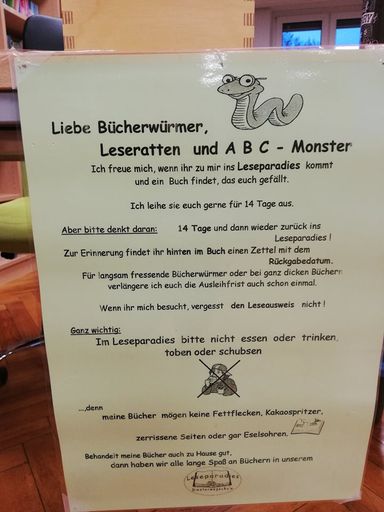 Liebe Bücherwürmer,
Leseratten und A B C - Monster
Ich freue mich, wenn ihr zu mir ins Leseparadies kommt
und ein Buch findet, das euch gefällt.
Ich leihe sie euch gerne für 14 Tage aus.
Aber bitte denkt daran: 14 Tage und dann wieder zurück ins
Leseparadies !
Zur Erinnerung findet ihr hinten im Buch einen Zettel mit dem
Rückgabedatum.
Für langsam fressende Bücherwürmer oder bei ganz dicken Büchern
verlängere ich euch die Ausleihfrist auch schon einmal.
Wenn ihr mich besucht, vergesst den Leseausweis nicht !
Ganz wichtig:
Im Leseparadies bitte nicht essen oder trinken,
toben oder schubsen
....,denn
meine Bücher mögen keine Fettflecken, Kakaospritzer,
zerrissene Seiten oder gar Eselsohren.
Behandelt meine Bücher auch zu Hause gut,
dann haben wir alle lange Spaß an Büchern in unserem
Leseparadies